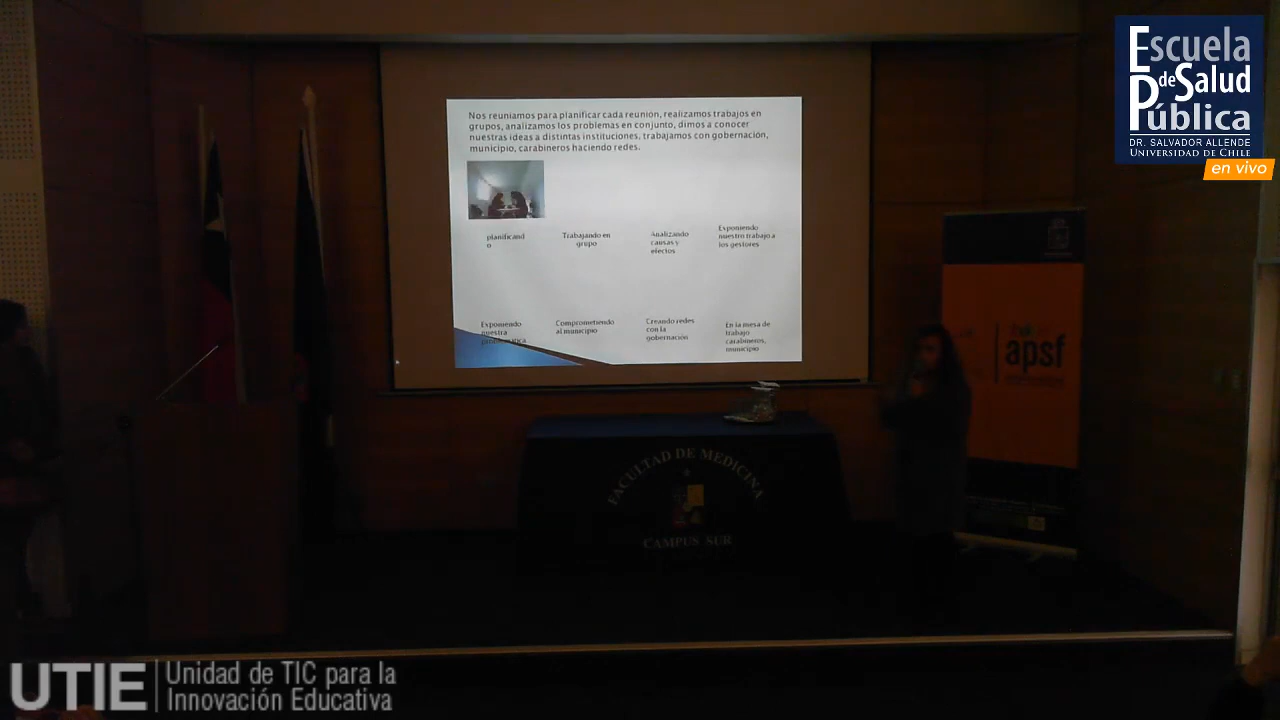 Nos reuníamos para planificar cada reunión, realizamos trabajos en
grupos, analizamos los problemas en conjunto, dimos a conocer
nuestras ideas a distintas instituciones, trabajamos con gobernación,
municipio, carabineros haciendo redes.
planificand
o
Trabajando en
grupo
Analizando
causas y
efectos
Exponiendo
nuestro trabajo a
los gestores
Exponiendo
nuestra
Comprometiendo
al municipio
Creando redes
con la
gobernación
En la mesa de
trabajo
carabineros,
municipio
Escuela
de Salud
Pública
DR. SALVADOR ALLENDE
UNIVERSIDAD DE CHILE
en vivo
apsf
FACULTAD DE MEDICINA
CAMPUS SUR
UTIE
Unidad de TIC para la
Innovación Educativa